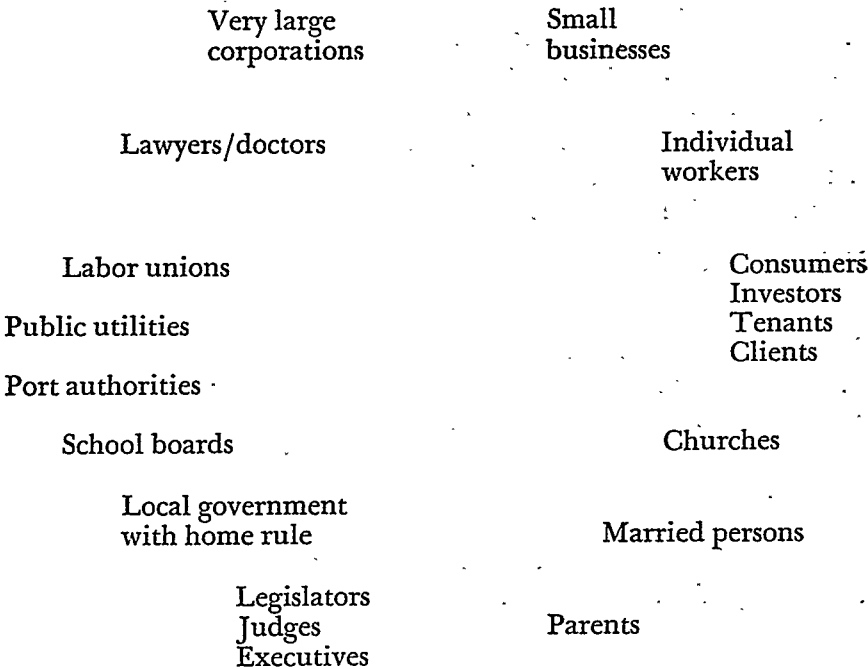 Very large
corporations
Small
businesses
Lawyers/doctors
Individual
workers
Labor unions
Consumers
Investors
Tenants
Clients
Public utilities
Port authorities
School boards
Churches
Local government
with home rule
Married persons
Legislators
Judges
Executives
Parents